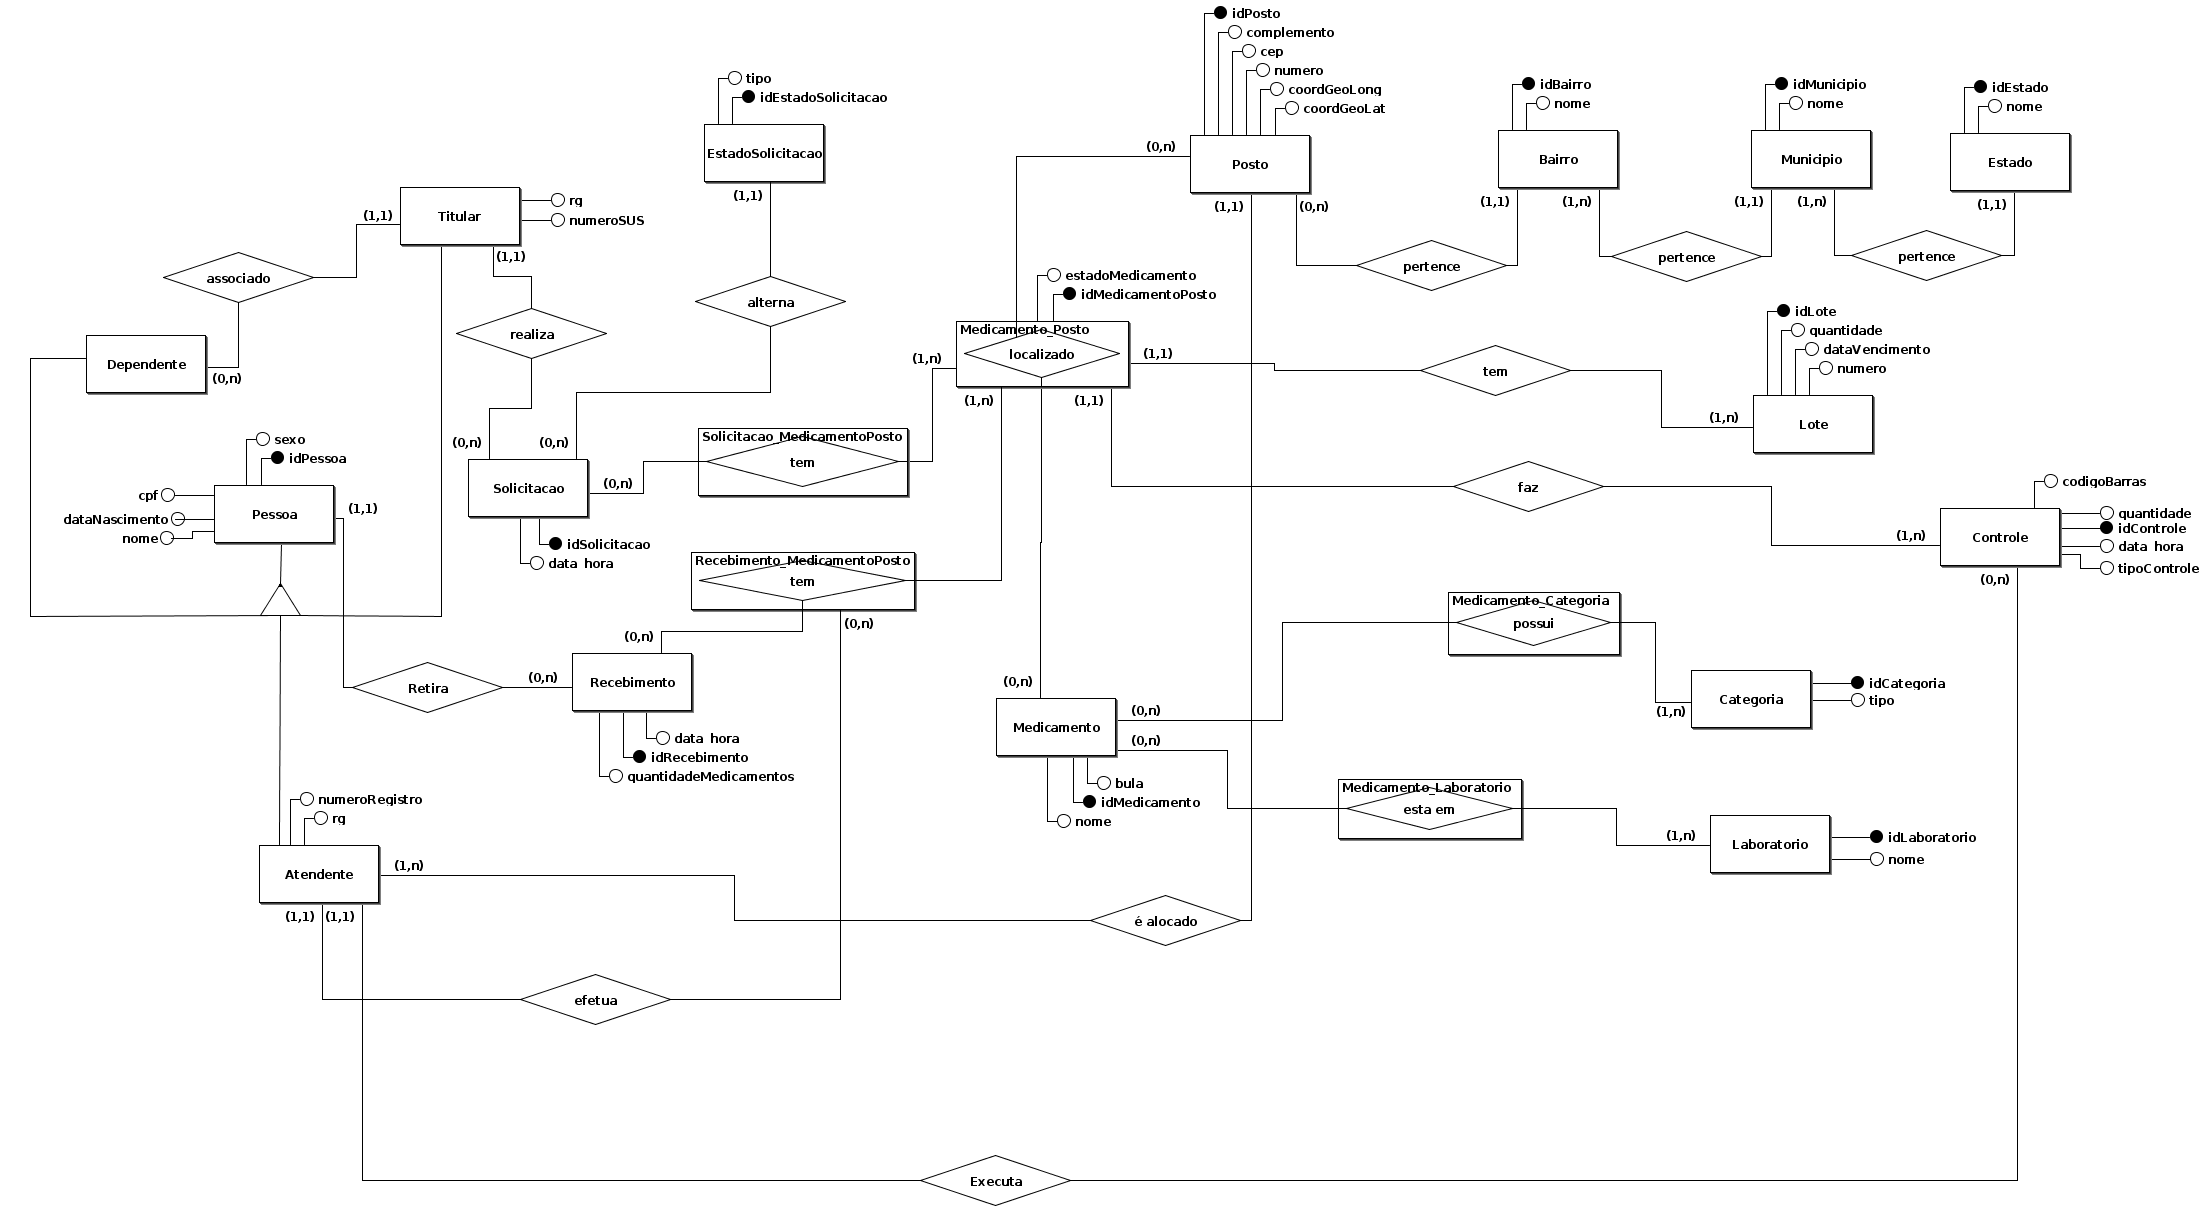 idPosto
complemento
cep
numero
coordGeoLong
coordGeoLat
Posto
(0,n)
(1,1)
(0,n)
tipo
idEstadoSolicitacao
EstadoSolicitacao
(1,1)
idBairro
nome
Bairro
(1,1)
(1,n)
idMunicipio
nome
Municipio
(1,1)
(1,n)
idEstado
nome
Estado
(1,1)
pertence
pertence
pertence
Titular
rg
numeroSUS
(1,1)
(1,1)
associado
realiza
alterna
Dependente
(0,n)
estadoMedicamento
idMedicamentoPosto
Medicamento_Posto
localizado
(1,n)
(1,1)
(1,n)
(1,1)
tem
idLote
quantidade
dataVencimento
numero
Lote
(1,n)
sexo
idPessoa
cpf
dataNascimento
nome
Pessoa
(1,1)
(0,n)
(0,n)
Solicitacao
(0,n)
idSolicitacao
data hora
Solicitacao_MedicamentoPosto
tem
Recebimento_MedicamentoPosto
tem
(0,n)
(0,n)
faz
codigoBarras
quantidade
idControle
data hora
tipoControle
Controle
(1,n)
(0,n)
Retira
(0,n)
Recebimento
data hora
idRecebimento
quantidadeMedicamentos
(0,n)
Medicamento
(0,n)
(0,n)
bula
idMedicamento
nome
Medicamento_Categoria
possui
Categoria
(1,n)
idCategoria
tipo
Medicamento_Laboratorio
esta em
(1,n)
Laboratorio
idLaboratorio
nome
numeroRegistro
rg
Atendente
(1,n)
(1,1)
(1,1)
é alocado
efetua
Executa